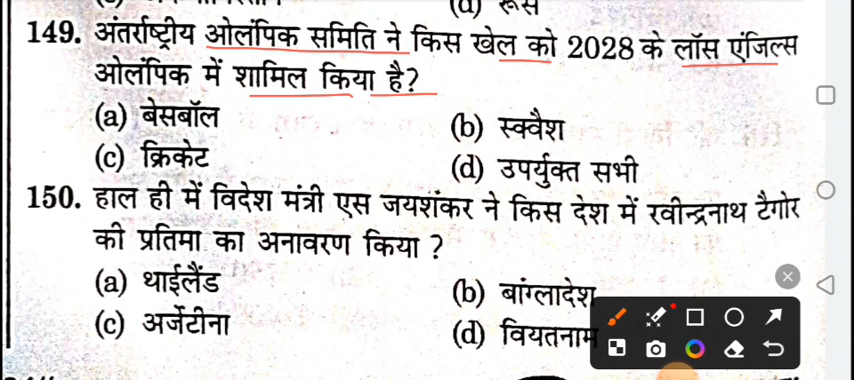 (d) रूस
149. अंतर्राष्ट्रीय ओलंपिक समिति ने किस खेल को 2028 के लॉस एंजिल्स
ओलंपिक में शामिल किया है?
(a) बेसबॉल
(b) स्क्वैश
(c) क्रिकेट
(d) उपर्युक्त सभी
150. हाल ही में विदेश मंत्री एस जयशंकर ने किस देश में रवीन्द्रनाथ टैगोर
की प्रतिमा का अनावरण किया ?
(a) थाईलैंड
(b) बांग्लादेश
(c) अर्जेटीना
(d) वियतनाम